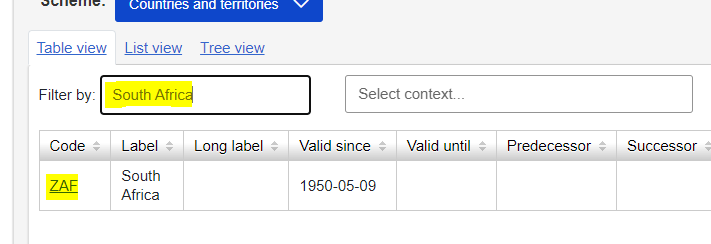 Scheme: Countries and territories
Table view List view Tree view
Filter by: South Africa Select context...
Code Label Long label Valid since Valid until Predecessor Successor
ZAF South Africa 1950-05-09